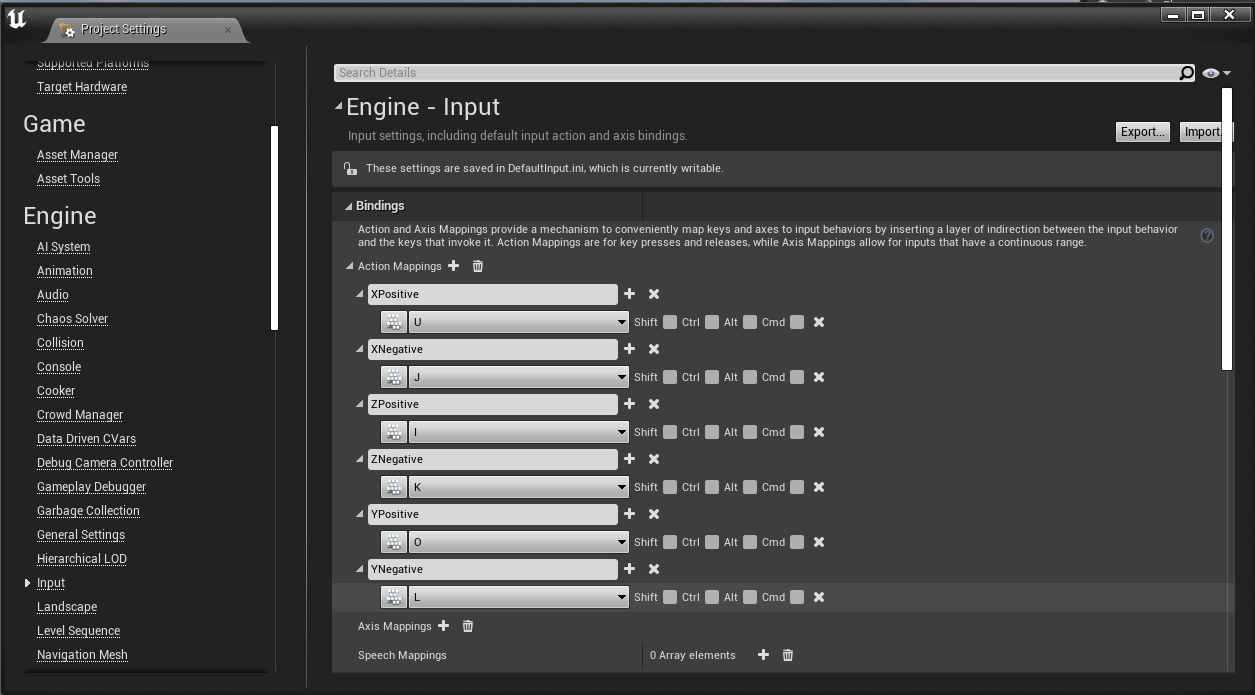 Project Settings
Supported Platforms
Target Hardware
Game
Asset Manager
Asset Tools
Engine
AI System
Animation
Audio
Chaos Solver
Collision
Console
Cooker
Crowd Manager
Data Driven CVars
Debug Camera Controller
Gameplay Debugger
Garbage Collection
General Settings
Hierarchical LOD
Input
Landscape
Level Sequence
Navigation Mesh
Search Details
Engine - Input
Input settings, including default input action and axis bindings.
Export... Import
These settings are saved in DefaultInput.ini, which is currently writable.
Bindings
Action and Axis Mappings provide a mechanism to conveniently map keys and axes to input behaviors by inserting a layer of indirection between the input behavior
and the keys that invoke it. Action Mappings are for key presses and releases, while Axis Mappings allow for inputs that have a continuous range.
Action Mappings
XPositive
U Shift Ctrl Alt Cmd
XNegative
J Shift Ctrl Alt Cmd
ZPositive
I Shift Ctrl Alt Cmd
ZNegative
K Shift Ctrl Alt Cmd
YPositive
O Shift Ctrl Alt Cmd
YNegative
L Shift Ctrl Alt Cmd
Axis Mappings
Speech Mappings 0 Array elements